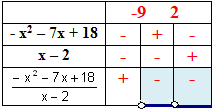 -9 2
- x² – 7x + 18 - + -
x – 2 - - +
- x² - 7x + 18 + - -
x – 2